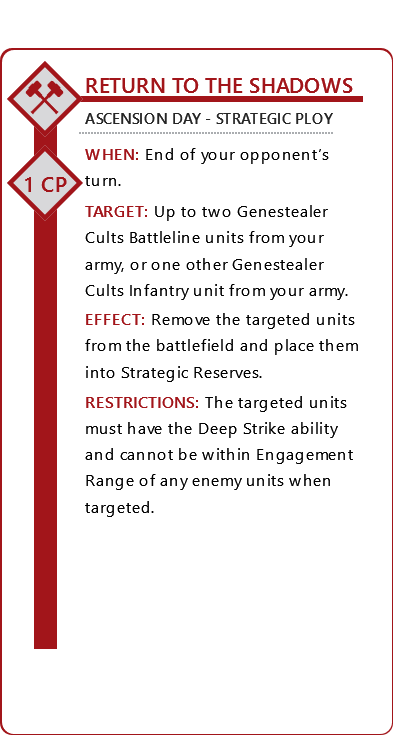 RETURN TO THE SHADOWS
ASCENSION DAY - STRATEGIC PLOY
1 CP
WHEN: End of your opponent’s
turn.
TARGET: Up to two Genestealer
Cults Battleline units from your
army, or one other Genestealer
Cults Infantry unit from your army.
EFFECT: Remove the targeted units
from the battlefield and place them
into Strategic Reserves.
RESTRICTIONS: The targeted units
must have the Deep Strike ability
and cannot be within Engagement
Range of any enemy units when
targeted.